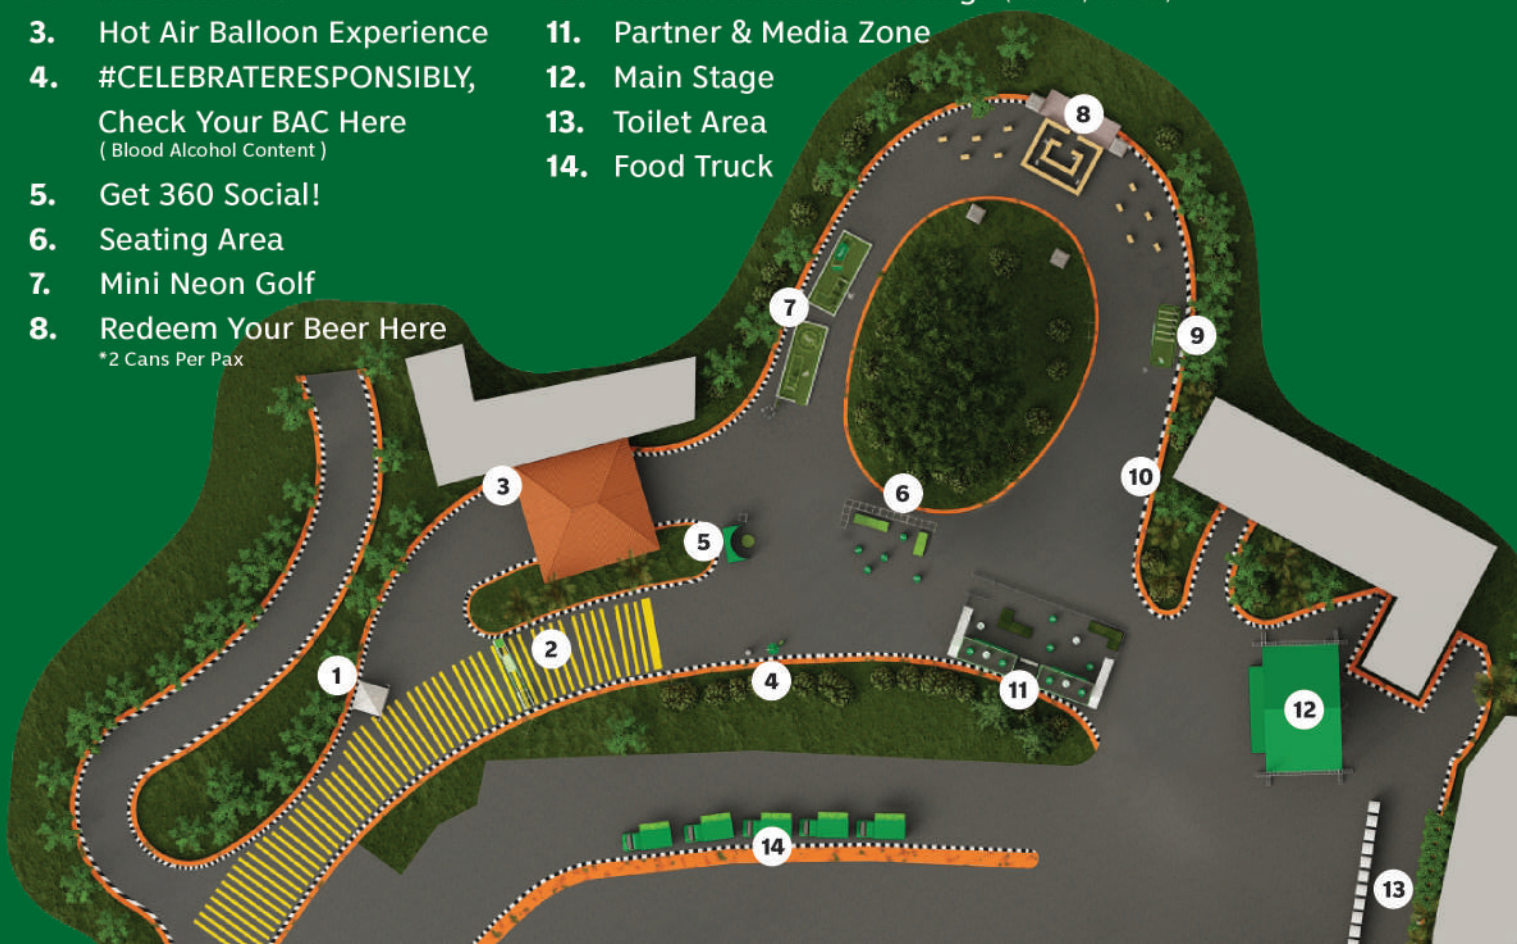 3. Hot Air Balloon Experience
4. #CELEBRATERESPONSIBLY,
Check Your BAC Here
( Blood Alcohol Content )
5. Get 360 Social!
6. Seating Area
7. Mini Neon Golf
8. Redeem Your Beer Here
*2 Cans Per Pax
11. Partner & Media Zone
12. Main Stage
13. Toilet Area
14. Food Truck
8
7
9
10
3
6
5
2
1
4
11
12
14
13